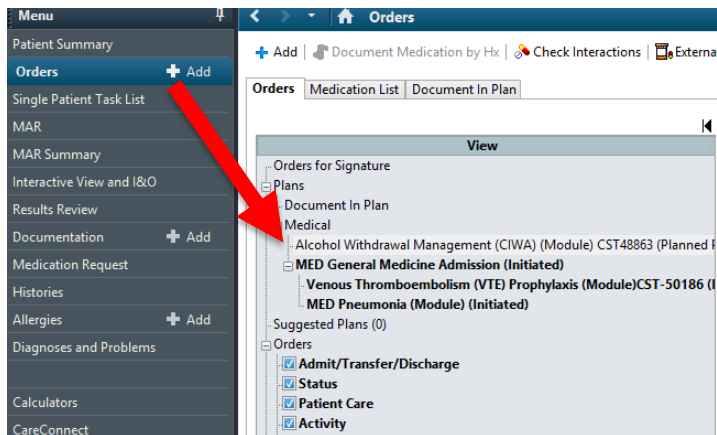 Menu
Patient Summary
Orders + Add
Single Patient Task List
MAR
MAR Summary
Interactive View and I&O
Results Review
Documentation + Add
Medication Request
Histories
Allergies + Add
Diagnoses and Problems
Calculators
CareConnect
Orders
+ Add | Document Medication by Hx | Check Interactions | Externa
Orders Medication List Document In Plan
View
Orders for Signature
Plans
Document In Plan
Medical
Alcohol Withdrawal Management (CIWA) (Module) CST48863 (Planned P
MED General Medicine Admission (Initiated)
Venous Thromboembolism (VTE) Prophylaxis (Module)CST-50186 (I
MED Pneumonia (Module) (Initiated)
Suggested Plans (0)
Orders
Admit/Transfer/Discharge
Status
Patient Care
Activity